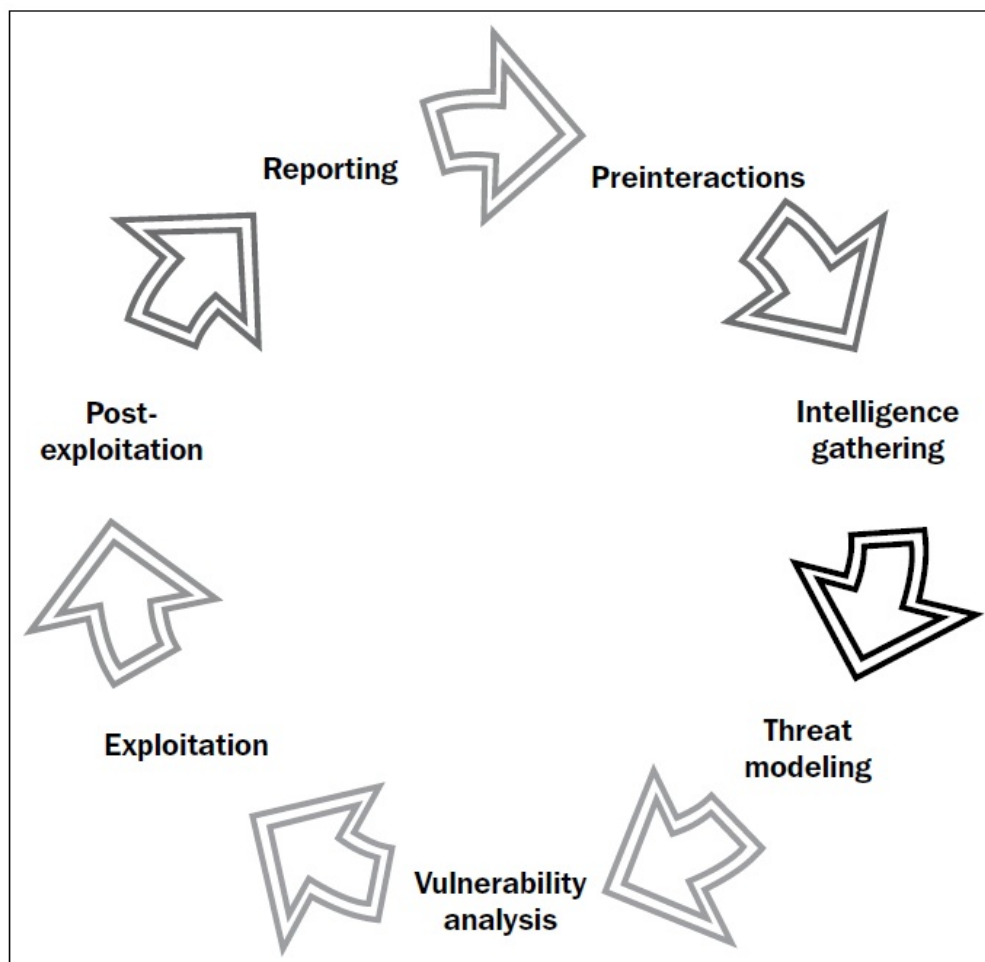 Reporting
Preinteractions
Intelligence
gathering
Threat
modeling
Vulnerability
analysis
Exploitation
Post-
exploitation